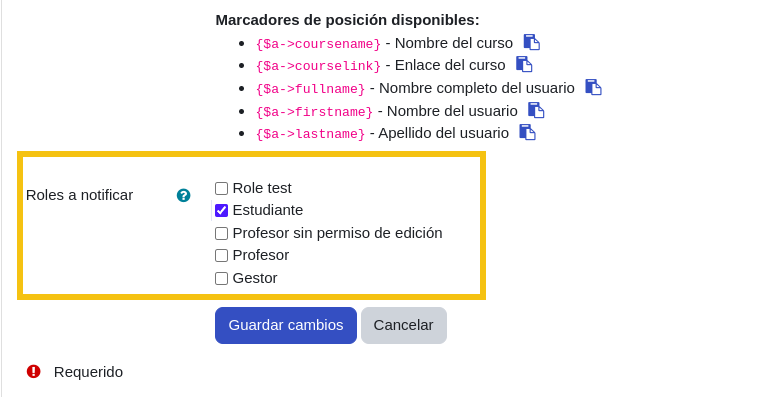 Marcadores de posición disponibles:
{$a->coursename} - Nombre del curso
{$a->courselink} - Enlace del curso
{$a->fullname} - Nombre completo del usuario
{$a->firstname} - Nombre del usuario
{$a->lastname} - Apellido del usuario
Roles a notificar
Role test
Estudiante
Profesor sin permiso de edición
Profesor
Gestor
Guardar cambios Cancelar
Requerido